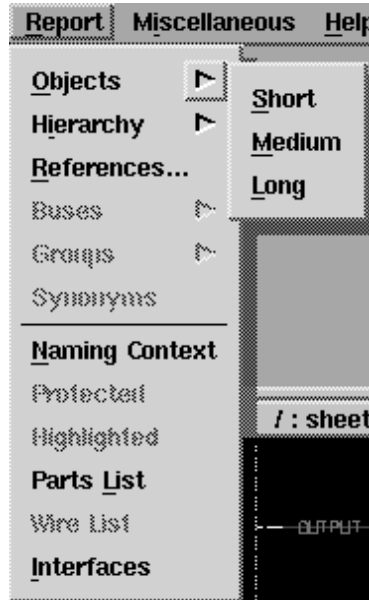 Report Miscellaneous Help
Objects
Hierarchy
References...
Buses
Groups
Synonyms
Naming Context
Protected
Highlighted
Parts List
Wire List
Interfaces
Short
Medium
Long
/ : sheet
OUTPUT